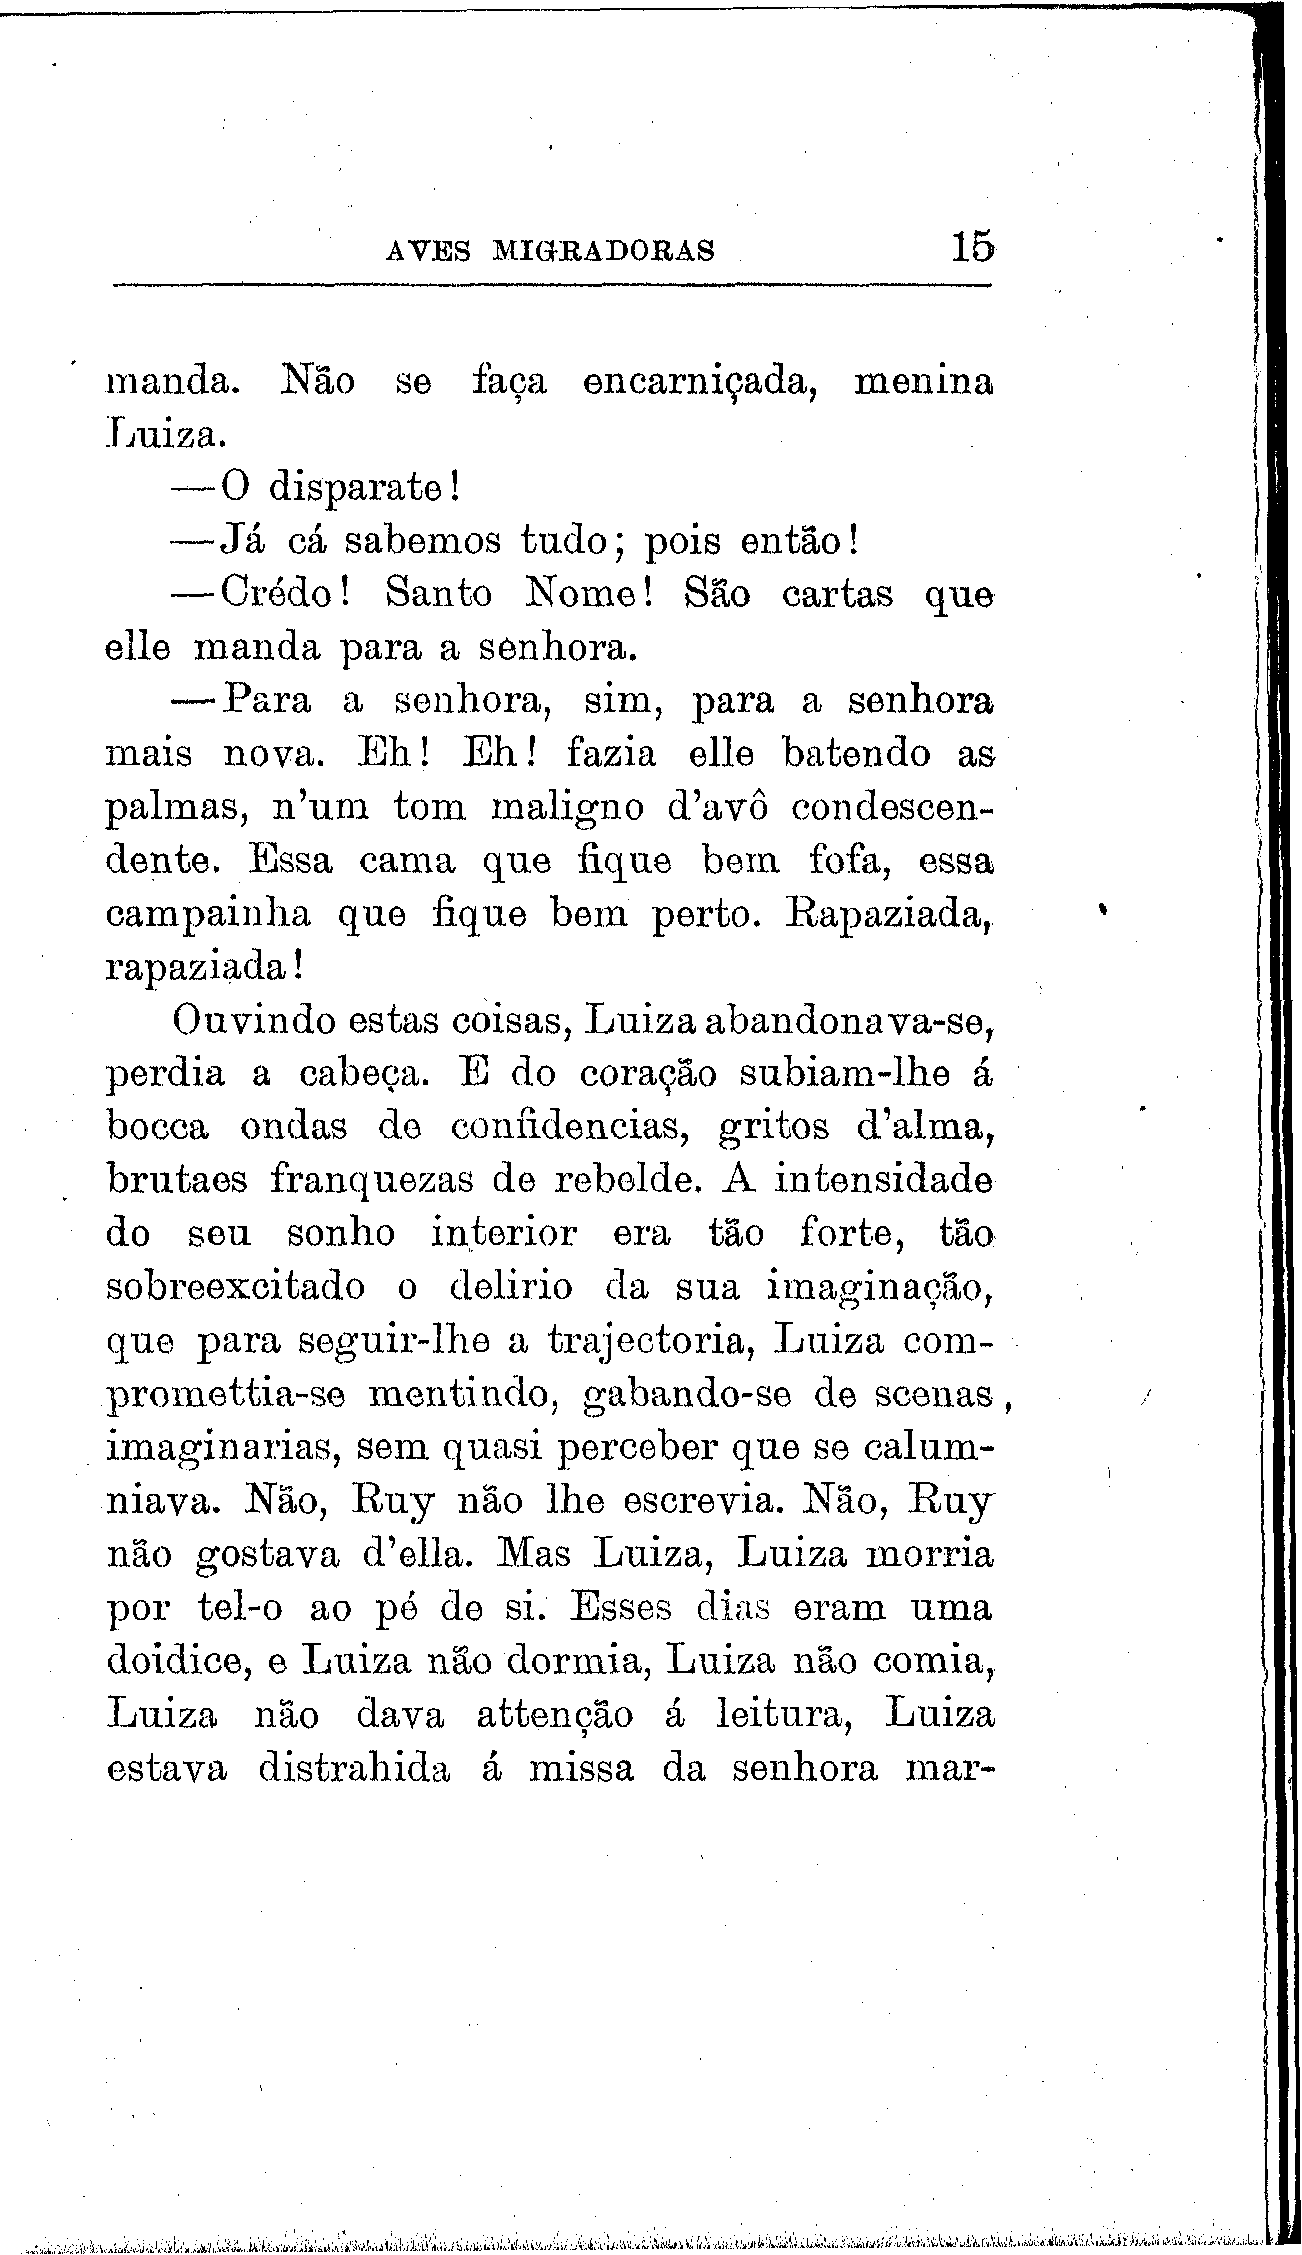 AVES MIGRADORAS 15
manda. Não se faça encarniçada, menina
Luiza.
—O disparate!
—Já cá sabemos tudo; pois então!
—Crédo! Santo Nome! São cartas que
elle manda para a senhora.
—Para a senhora, sim, para a senhora
mais nova. Eh! Eh! fazia elle batendo as
palmas, n'um tom maligno d'avô condescen-
dente. Essa cama que fique bem fofa, essa
campainha que fique bem perto. Rapaziada,
rapaziada!
Ouvindo estas coisas, Luiza abandonava-se,
perdia a cabeça. E do coração subiam-lhe á
bocca ondas de confidencias, gritos d'alma,
brutaes franquezas de rebelde. A intensidade
do seu sonho interior era tão forte, tão
sobreexcitado o delirio da sua imaginação,
que para seguir-lhe a trajectoria, Luiza com-
promettia-se mentindo, gabando-se de scenas,
imaginarias, sem quasi perceber que se calum-
niava. Não, Ruy não lhe escrevia. Não, Ruy
não gostava d'ella. Mas Luiza, Luiza morria
por tel-o ao pé de si. Esses dias eram uma
doidice, e Luiza não dormia, Luiza não comia,
Luiza não dava attenção á leitura, Luiza
estava distrahida á missa da senhora mar-